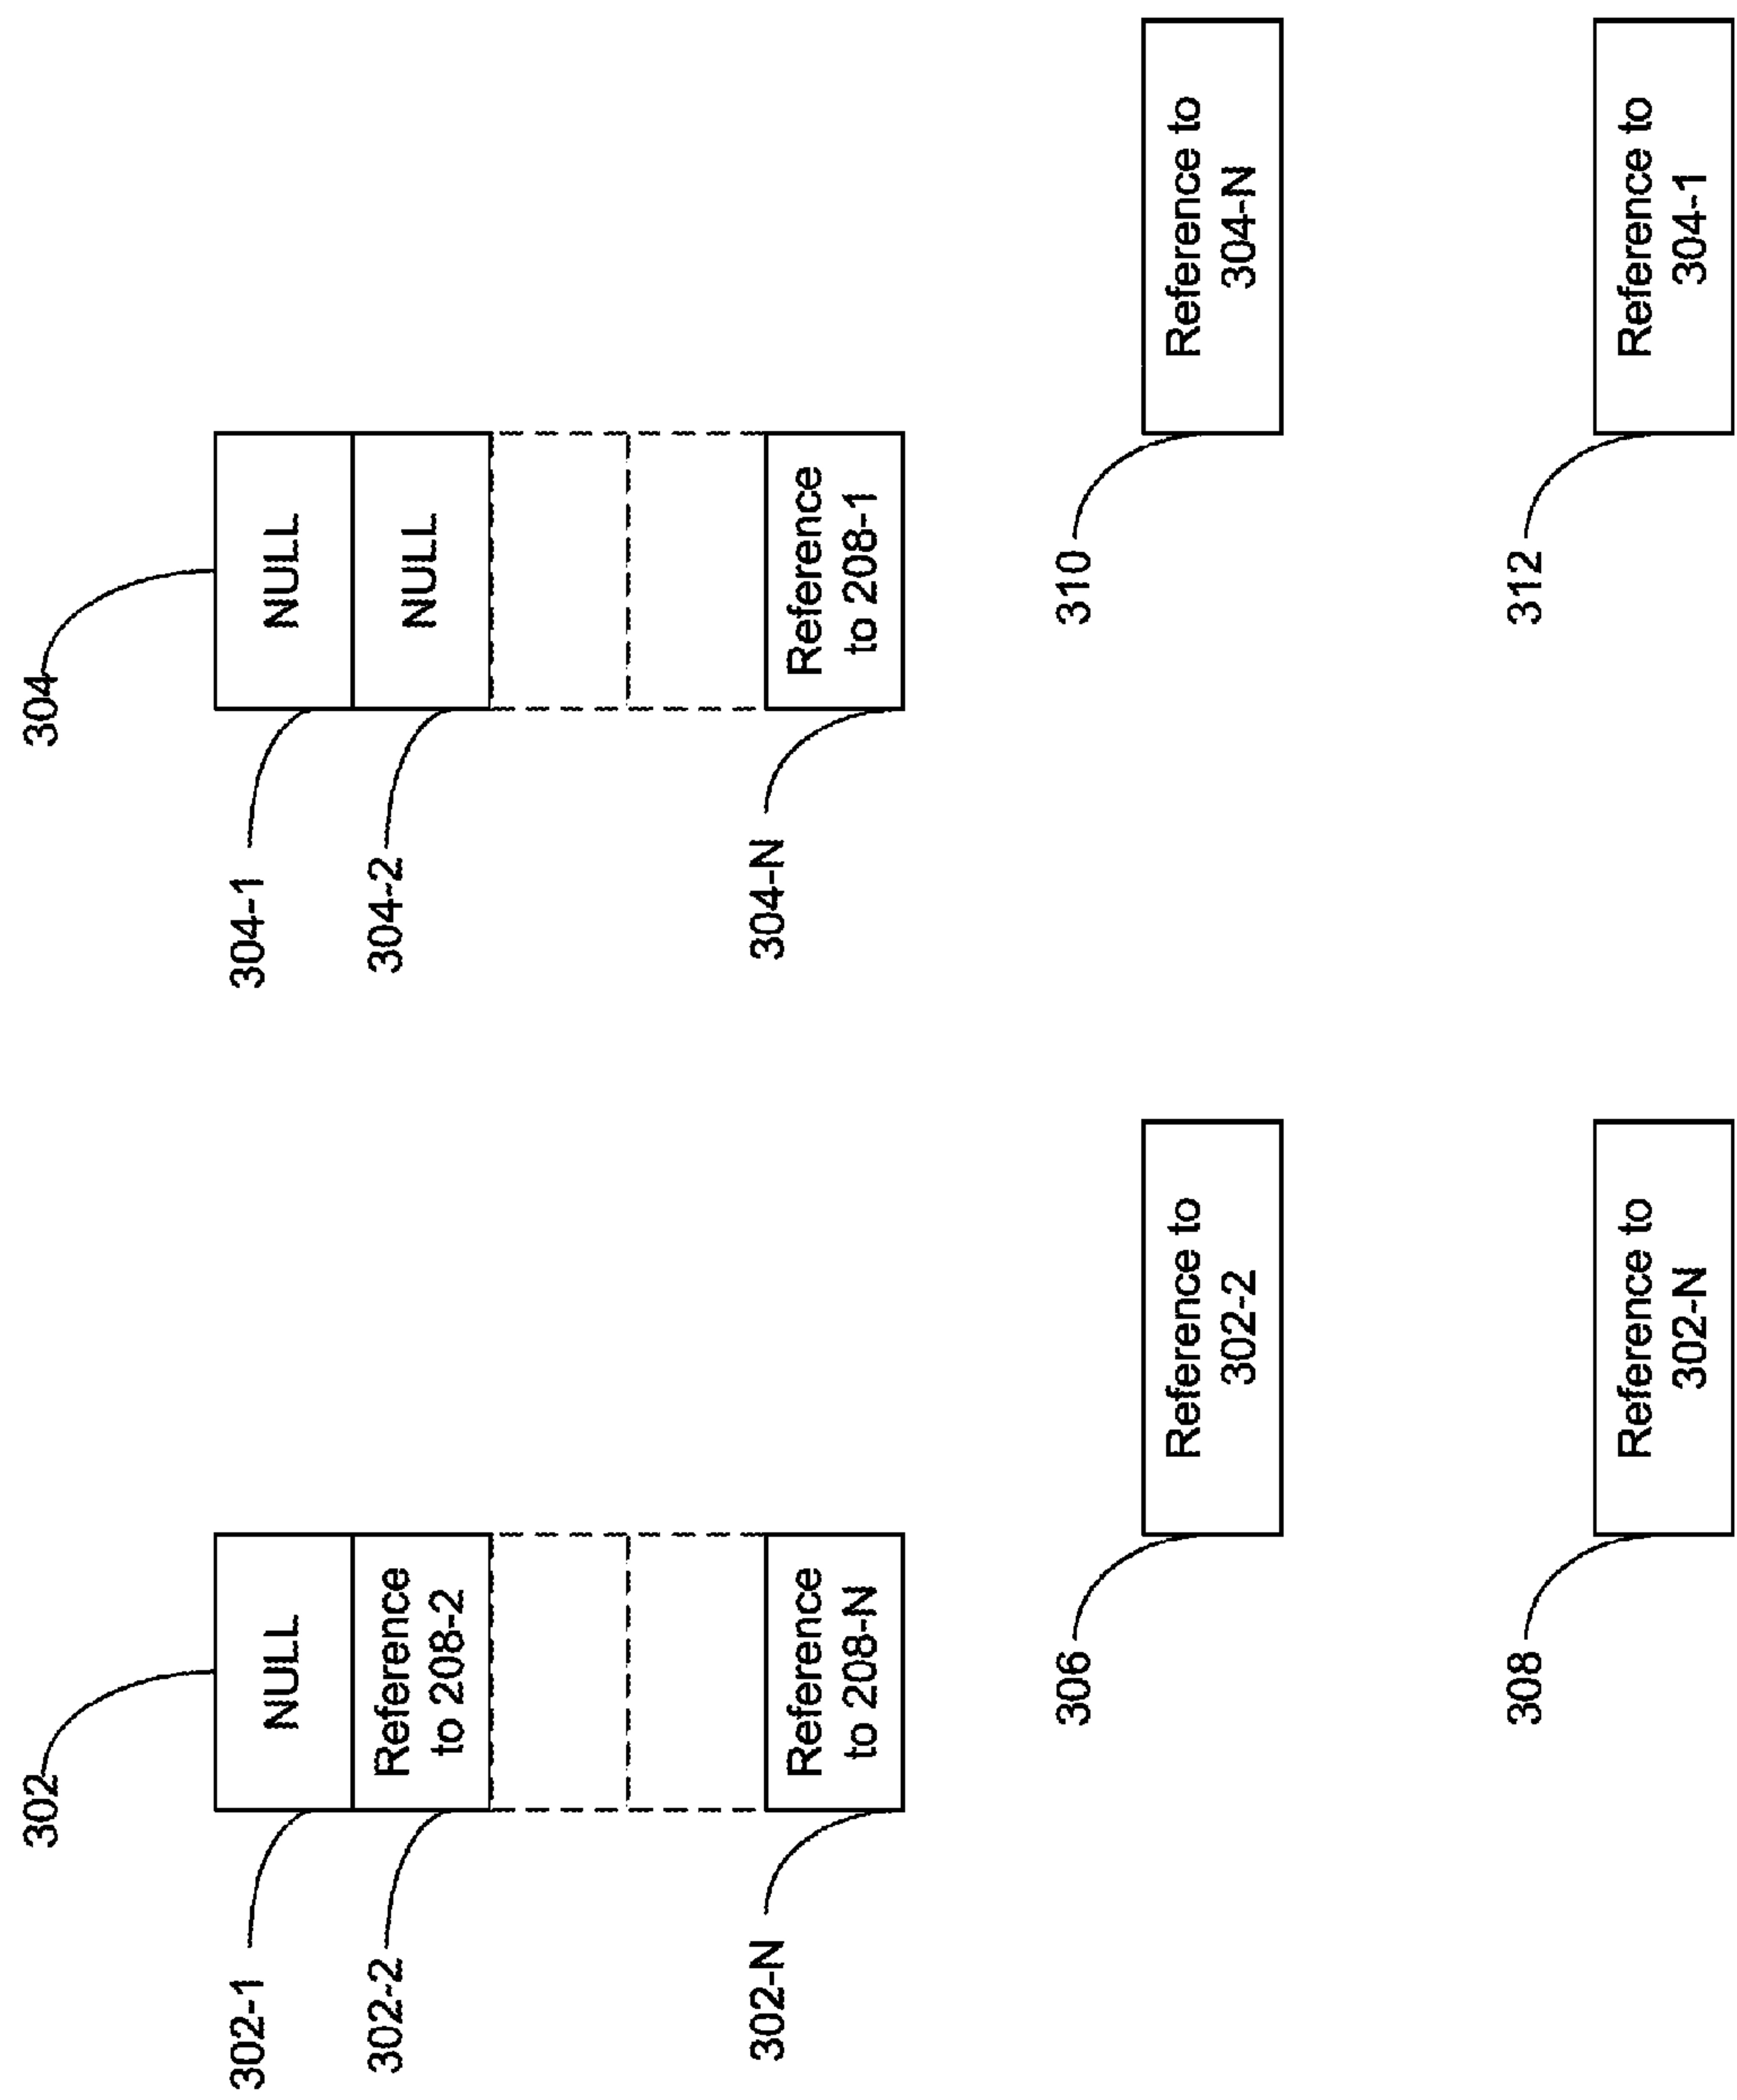 302
302-1
NULL
302-2
Reference
to 208-2
302-N
Reference
to 208-N
306
Reference to
302-2
308
Reference to
302-N
304
304-1
NULL
304-2
NULL
304-N
Reference
to 208-1
310
Reference to
304-N
312
Reference to
304-1